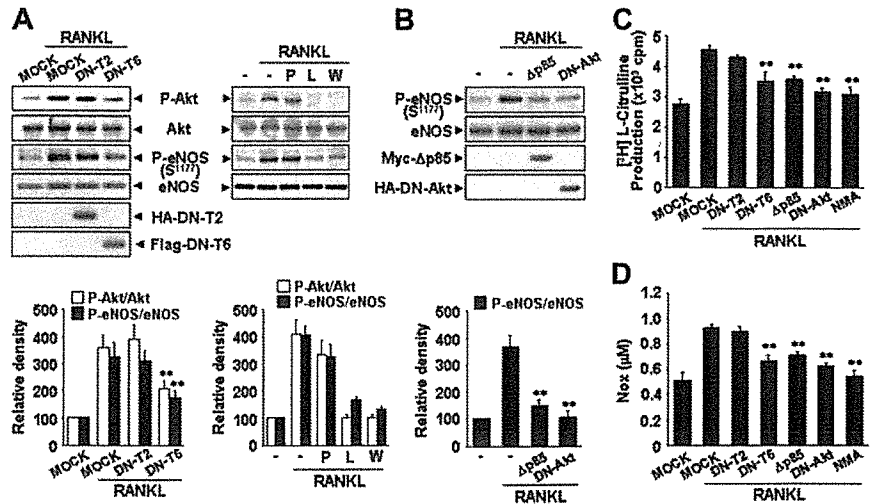 A
RANKL
MOCK MOCK DN-T2 DN-T6
P-Akt
Akt
P-eNOS
(S1177)
eNOS
HA-DN-T2
Flag-DN-T6
RANKL
- - P L W
B
RANKL
- - Δp85 DN-Akt
P-eNOS
(S1177)
eNOS
Myc-Δp85
HA-DN-Akt
C
[3H] L-Citrulline
Production (x10³ cpm)
5
4
3
2
1
0
** ** ** **
MOCK MOCK DN-T2 DN-T6 Δp85 DN-Akt NMA
RANKL
P-Akt/Akt
P-eNOS/eNOS
Relative density
500
400
300
200
100
0
** **
MOCK MOCK DN-T2 DN-T6
RANKL
P-Akt/Akt
P-eNOS/eNOS
Relative density
500
400
300
200
100
0
- - P L W
RANKL
P-eNOS/eNOS
Relative density
500
400
300
200
100
0
** **
- - Δp85 DN-Akt
RANKL
D
Nox (μM)
1.2
0.9
0.6
0.4
0.2
0
** ** ** **
MOCK MOCK DN-T2 DN-T6 Δp85 DN-Akt NMA
RANKL